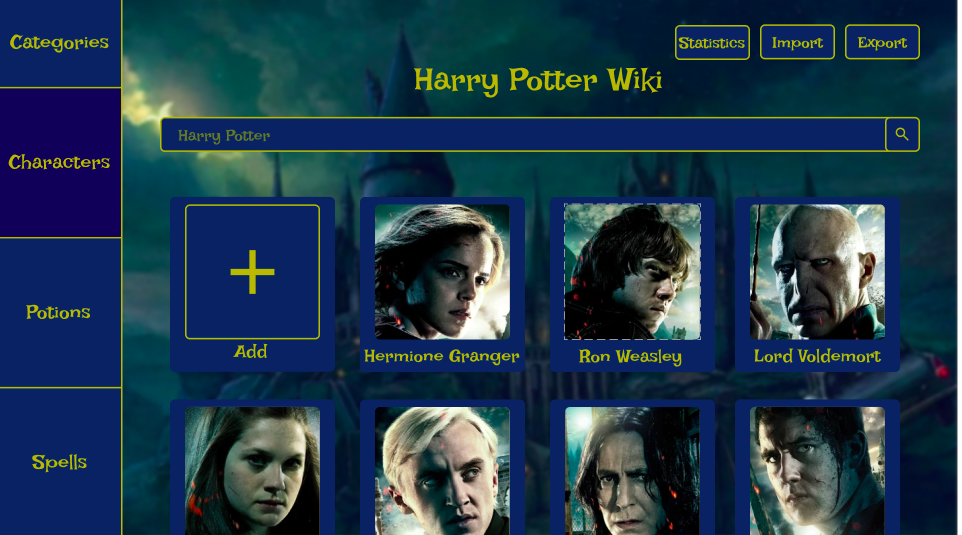 Categories
Characters
Potions
Spells
Statistics
Import
Export
Harry Potter Wiki
Harry Potter
Add
Hermione Granger
Ron Weasley
Lord Voldemort